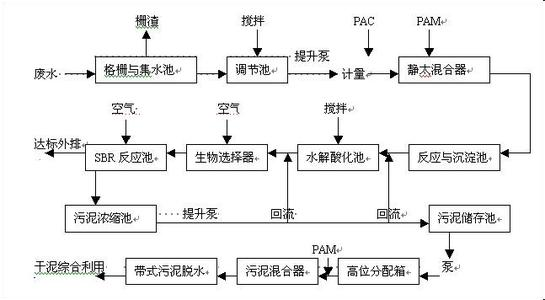 栅渣 搅拌 PAC PAM
提升泵
废水 格栅与集水池 调节池 计量 静太混合器
空气 空气 搅拌
达标外排 SBR 反应池 生物选择器 水解酸化池 反应与沉淀池
污泥浓缩池 提升泵 回流 回流 污泥储存池
PAM
干泥综合利用 带式污泥脱水 污泥混合器 高位分配箱 泵